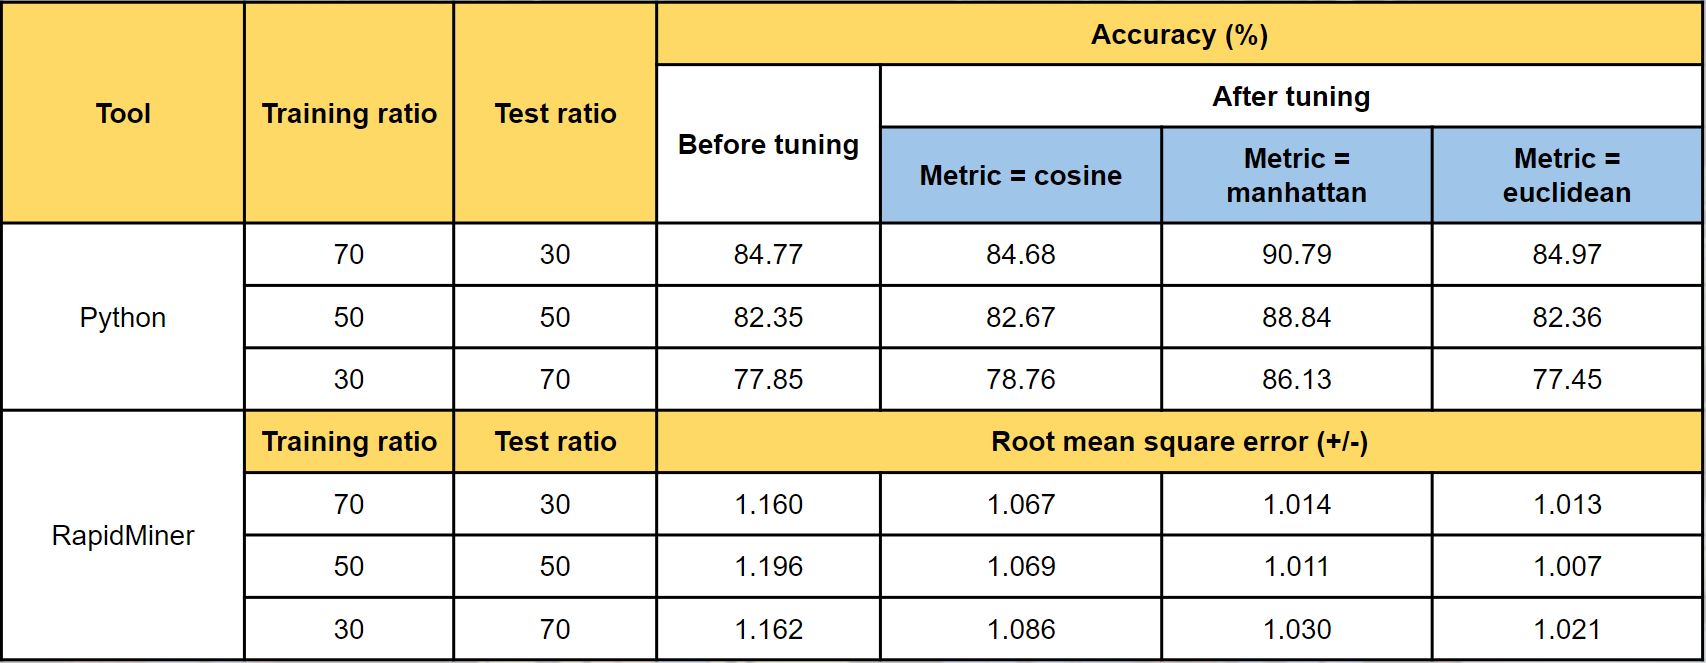 Tool
Training ratio
Test ratio
Accuracy (%)
Before tuning
After tuning
Metric = cosine
Metric =
manhattan
Metric =
euclidean
Python
70 30 84.77 84.68 90.79 84.97
50 50 82.35 82.67 88.84 82.36
30 70 77.85 78.76 86.13 77.45
RapidMiner
Training ratio Test ratio Root mean square error (+/-)
70 30 1.160 1.067 1.014 1.013
50 50 1.196 1.069 1.011 1.007
30 70 1.162 1.086 1.030 1.021